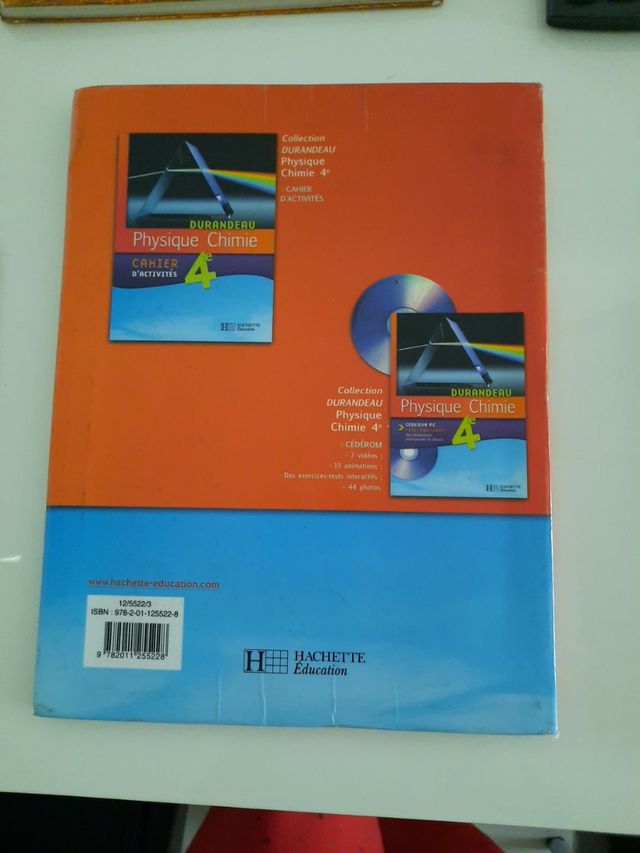 Collection
DURANDEAU
Physique
Chimie 4e
> CAHIER
D'ACTIVITÉS
DURANDEAU
Physique Chimie
CAHIER
D'ACTIVITÉS
4e
HACHETTE
Éducation
Collection
DURANDEAU
Physique
Chimie 4e
> CÉDÉROM
- 7 vidéos ;
- 15 animations ;
- Des exercices-tests interactifs ;
- 44 photos.
DURANDEAU
Physique Chimie
CÉDÉROM PC
4e
HACHETTE
Éducation
www.hachette-education.com
12/5522/3
ISBN : 978-2-01-125522-8
9 782011 255228
HACHETTE
Éducation